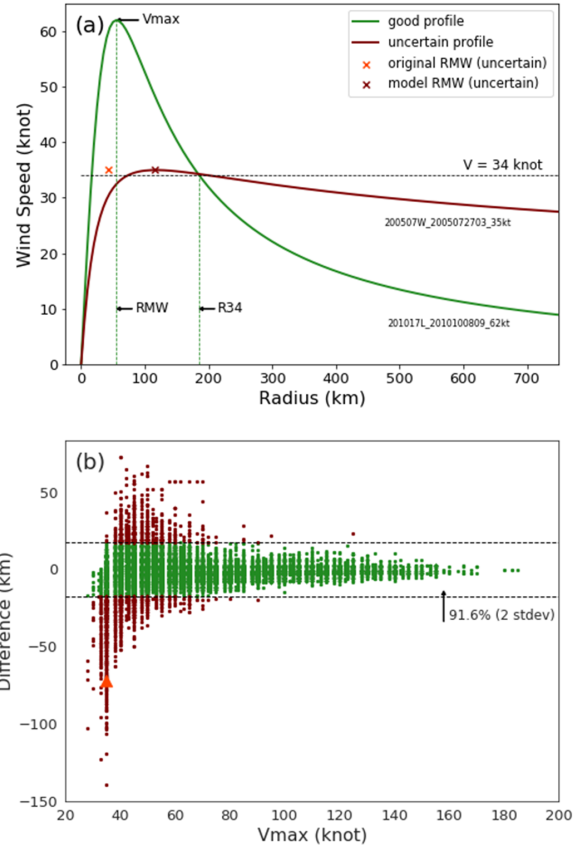 (a)
Vmax
good profile
uncertain profile
original RMW (uncertain)
model RMW (uncertain)
V = 34 knot
200507W_2005072703_35kt
201017L_2010100809_62kt
RMW
R34
Wind Speed (knot)
60
50
40
30
20
10
0
0 100 200 300 400 500 600 700
Radius (km)
(b)
Difference (km)
50
0
−50
−100
−150
91.6% (2 stdev)
20 40 60 80 100 120 140 160 180 200
Vmax (knot)